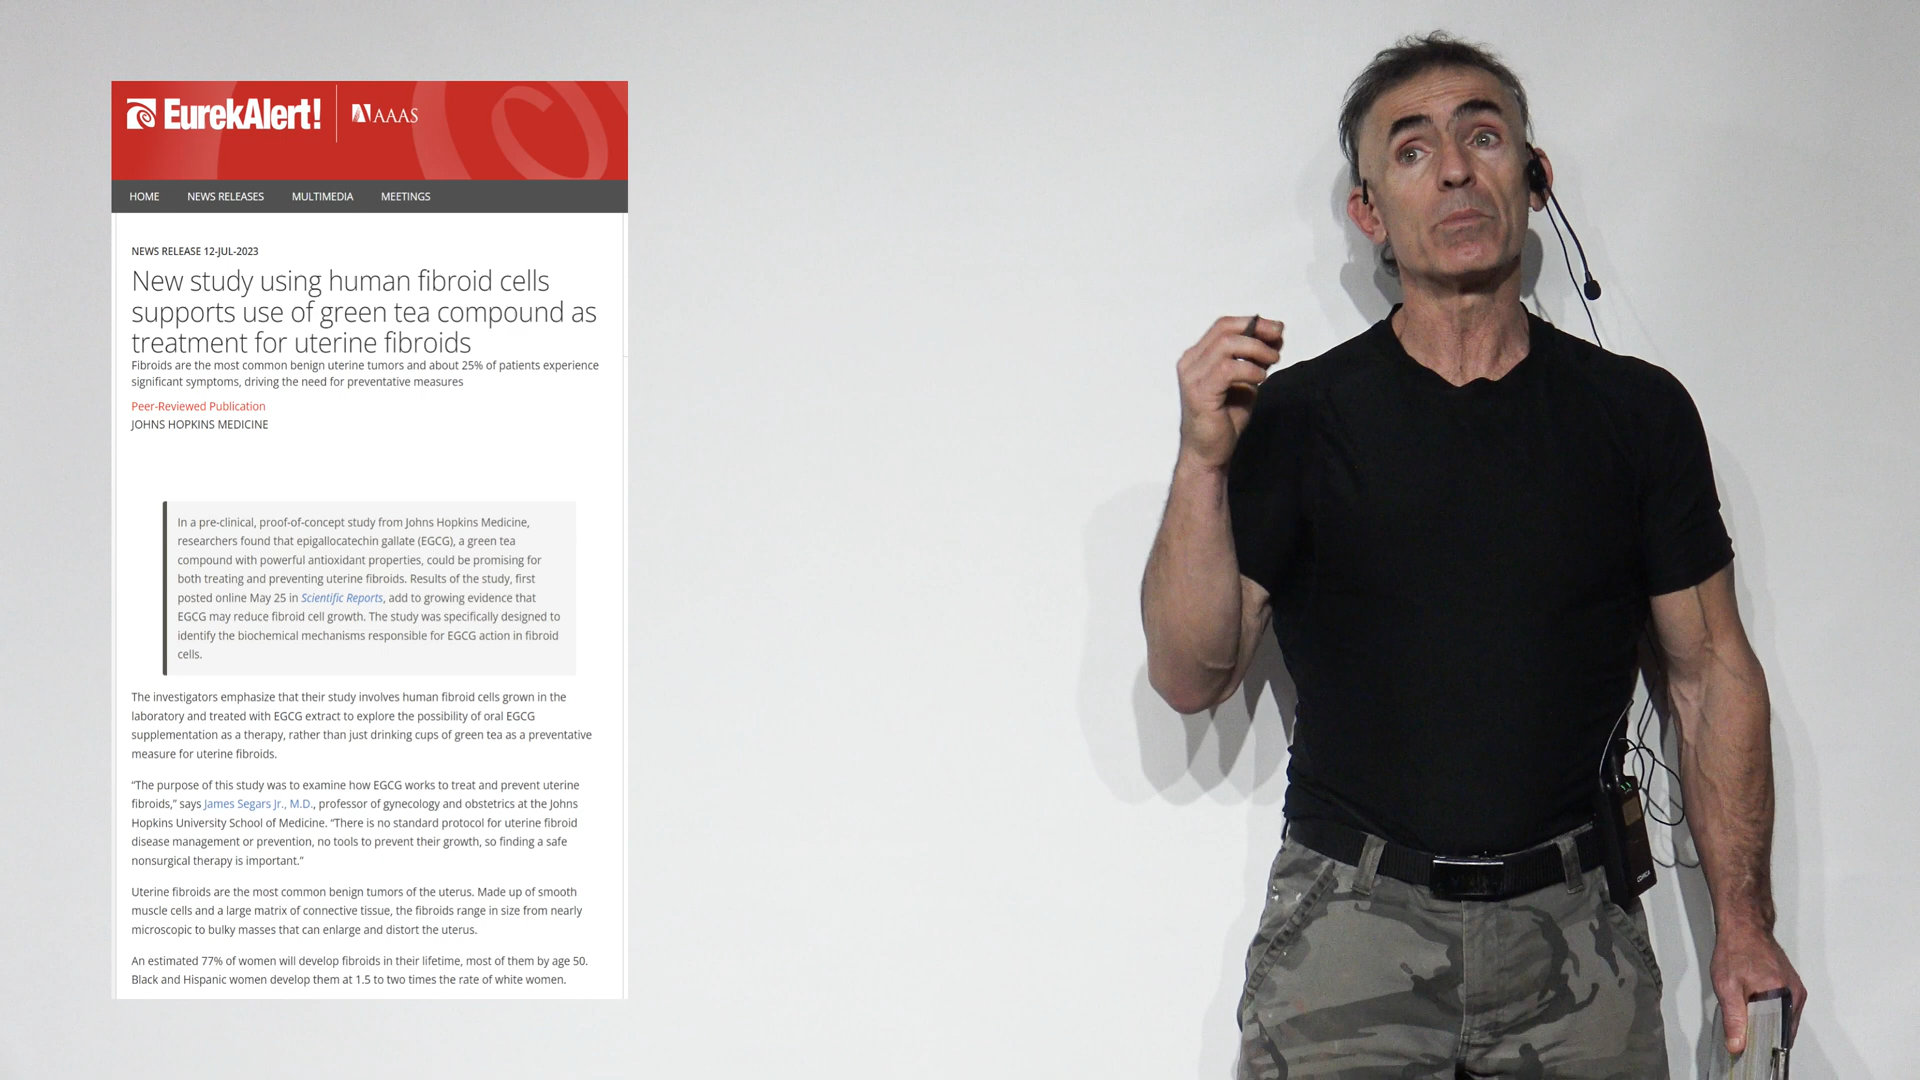 EurekAlert! AAAS
HOME NEWS RELEASES MULTIMEDIA MEETINGS
NEWS RELEASE 12-JUL-2023
New study using human fibroid cells
supports use of green tea compound as
treatment for uterine fibroids
Fibroids are the most common benign uterine tumors and about 25% of patients experience
significant symptoms, driving the need for preventative measures
Peer-Reviewed Publication
JOHNS HOPKINS MEDICINE
In a pre-clinical, proof-of-concept study from Johns Hopkins Medicine,
researchers found that epigallocatechin gallate (EGCG), a green tea
compound with powerful antioxidant properties, could be promising for
both treating and preventing uterine fibroids. Results of the study, first
posted online May 25 in Scientific Reports, add to growing evidence that
EGCG may reduce fibroid cell growth. The study was specifically designed to
identify the biochemical mechanisms responsible for EGCG action in fibroid
cells.
The investigators emphasize that their study involves human fibroid cells grown in the
laboratory and treated with EGCG extract to explore the possibility of oral EGCG
supplementation as a therapy, rather than just drinking cups of green tea as a preventative
measure for uterine fibroids.
“The purpose of this study was to examine how EGCG works to treat and prevent uterine
fibroids,” says James Segars Jr., M.D., professor of gynecology and obstetrics at the Johns
Hopkins University School of Medicine. “There is no standard protocol for uterine fibroid
disease management or prevention, no tools to prevent their growth, so finding a safe
nonsurgical therapy is important.”
Uterine fibroids are the most common benign tumors of the uterus. Made up of smooth
muscle cells and a large matrix of connective tissue, the fibroids range in size from nearly
microscopic to bulky masses that can enlarge and distort the uterus.
An estimated 77% of women will develop fibroids in their lifetime, most of them by age 50.
Black and Hispanic women develop them at 1.5 to two times the rate of white women.